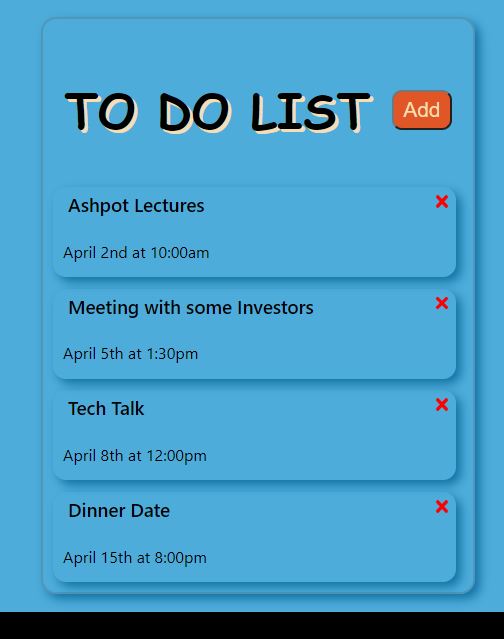 TO DO LIST Add
Ashpot Lectures
April 2nd at 10:00am
Meeting with some Investors
April 5th at 1:30pm
Tech Talk
April 8th at 12:00pm
Dinner Date
April 15th at 8:00pm